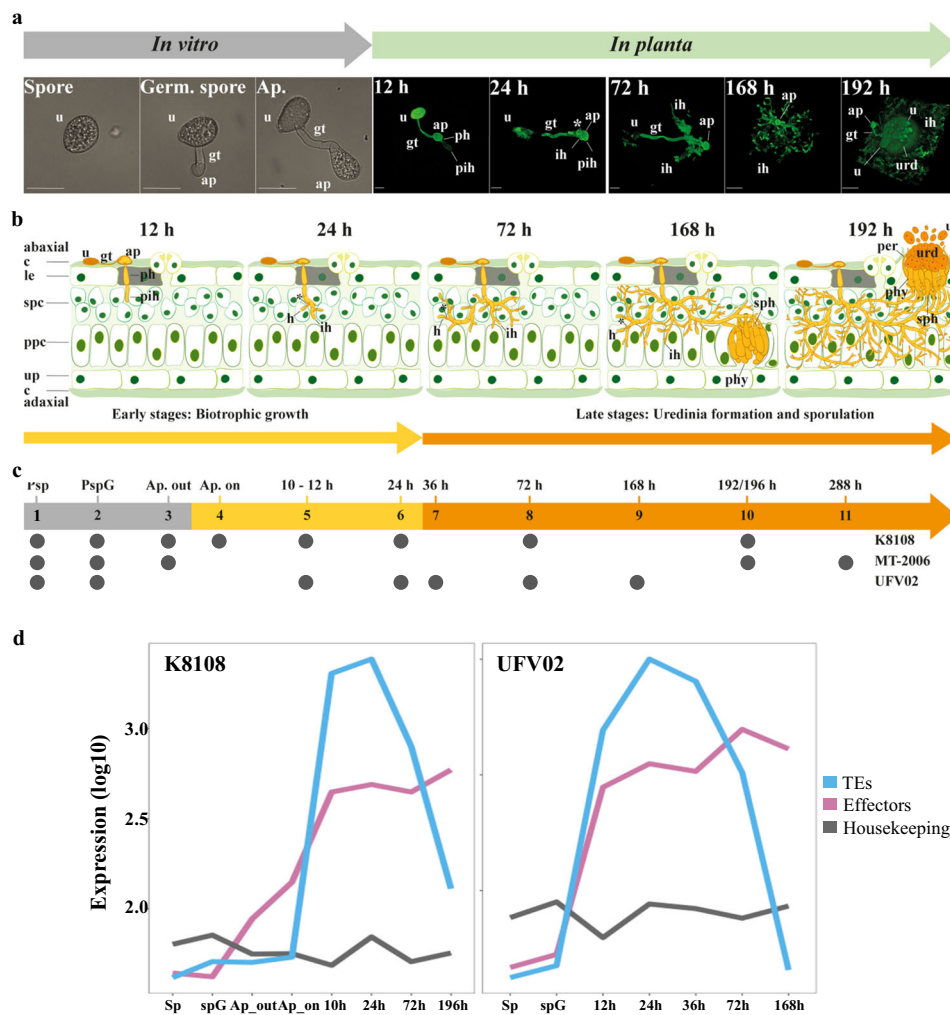 a
In vitro In planta
Spore Germ. spore Ap. 12 h 24 h 72 h 168 h 192 h
u u gt ap u gt ap u ap ph gt pih gt * ap ih pih ih gt ap ih ap ih ap u gt ih u urd
b
12 h 24 h 72 h 168 h 192 h
abaxial
c
le
spc
ppc
up
c
adaxial
u gt ap ph pih
* h ih
* h ih
* h ih sph phy
per urd u phy sph
Early stages: Biotrophic growth Late stages: Uredinia formation and sporulation
c
PspG Ap. out Ap. on 10 - 12 h 24 h 36 h 72 h 168 h 192/196 h 288 h
1 2 3 4 5 6 7 8 9 10 11
K8108
MT-2006
UFV02
d
K8108 UFV02
Expression (log10)
3.0
2.5
2.0
TEs
Effectors
Housekeeping
Sp spG Ap_out Ap_on 10h 24h 72h 196h Sp spG 12h 24h 36h 72h 168h